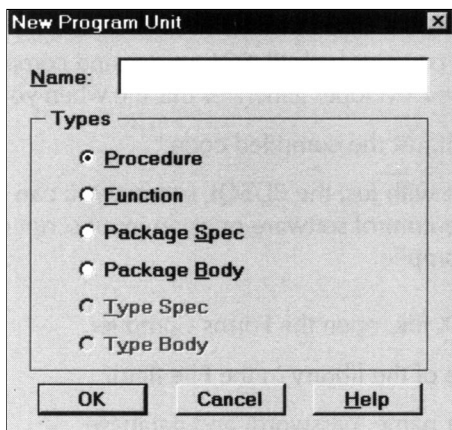 New Program Unit
Name:
Types
Procedure
Function
Package Spec
Package Body
Type Spec
Type Body
OK Cancel Help